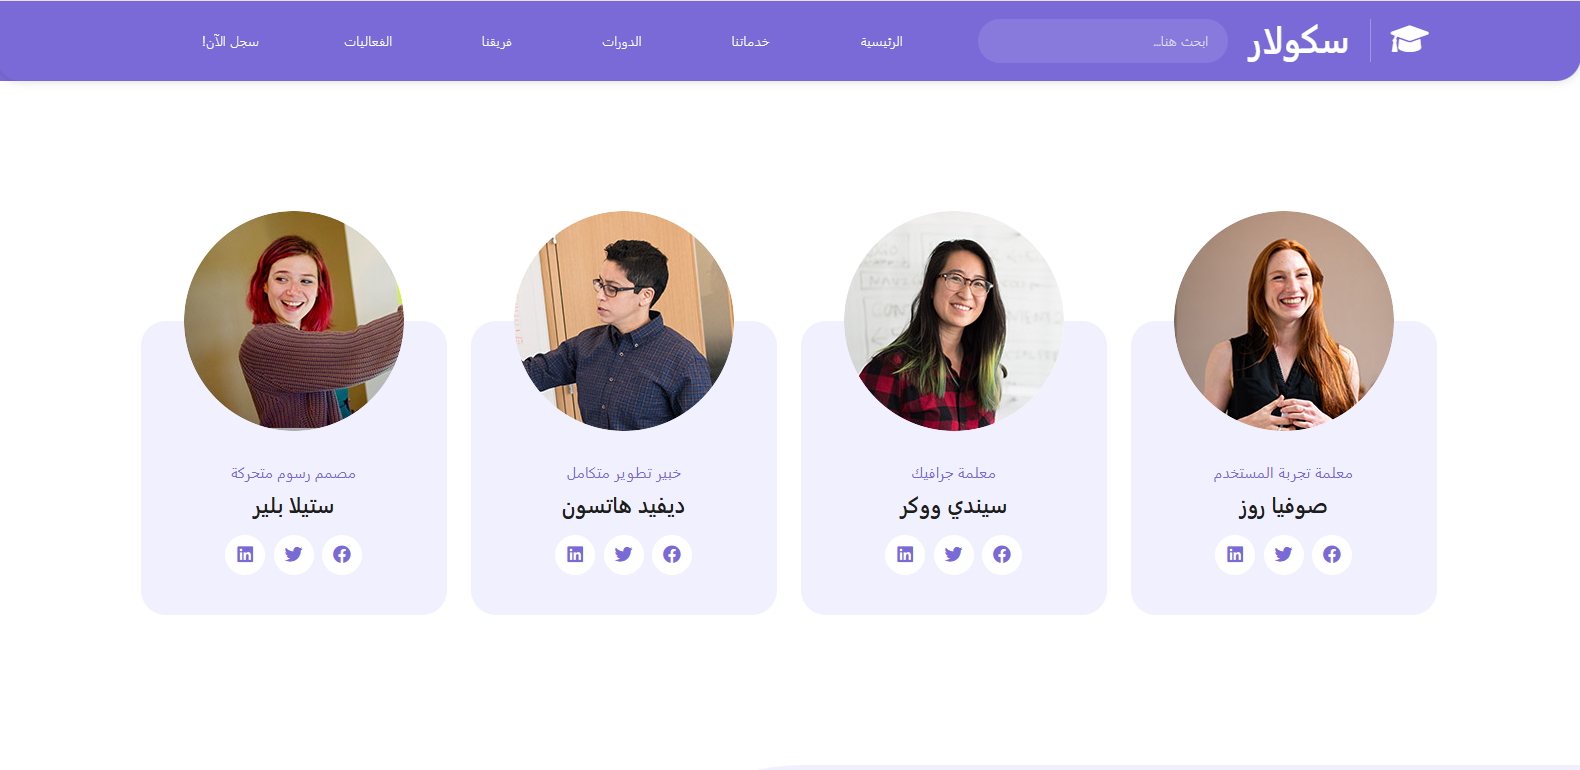 سكولار
ابحث هنا...
الرئيسية
خدماتنا
الدورات
فريقنا
الفعاليات
سجل الآن!
معلمة تجربة المستخدم
صوفيا روز
معلمة جرافيك
سيندي ووكر
خبير تطوير متكامل
ديفيد هاتسون
مصمم رسوم متحركة
ستيلا بلير